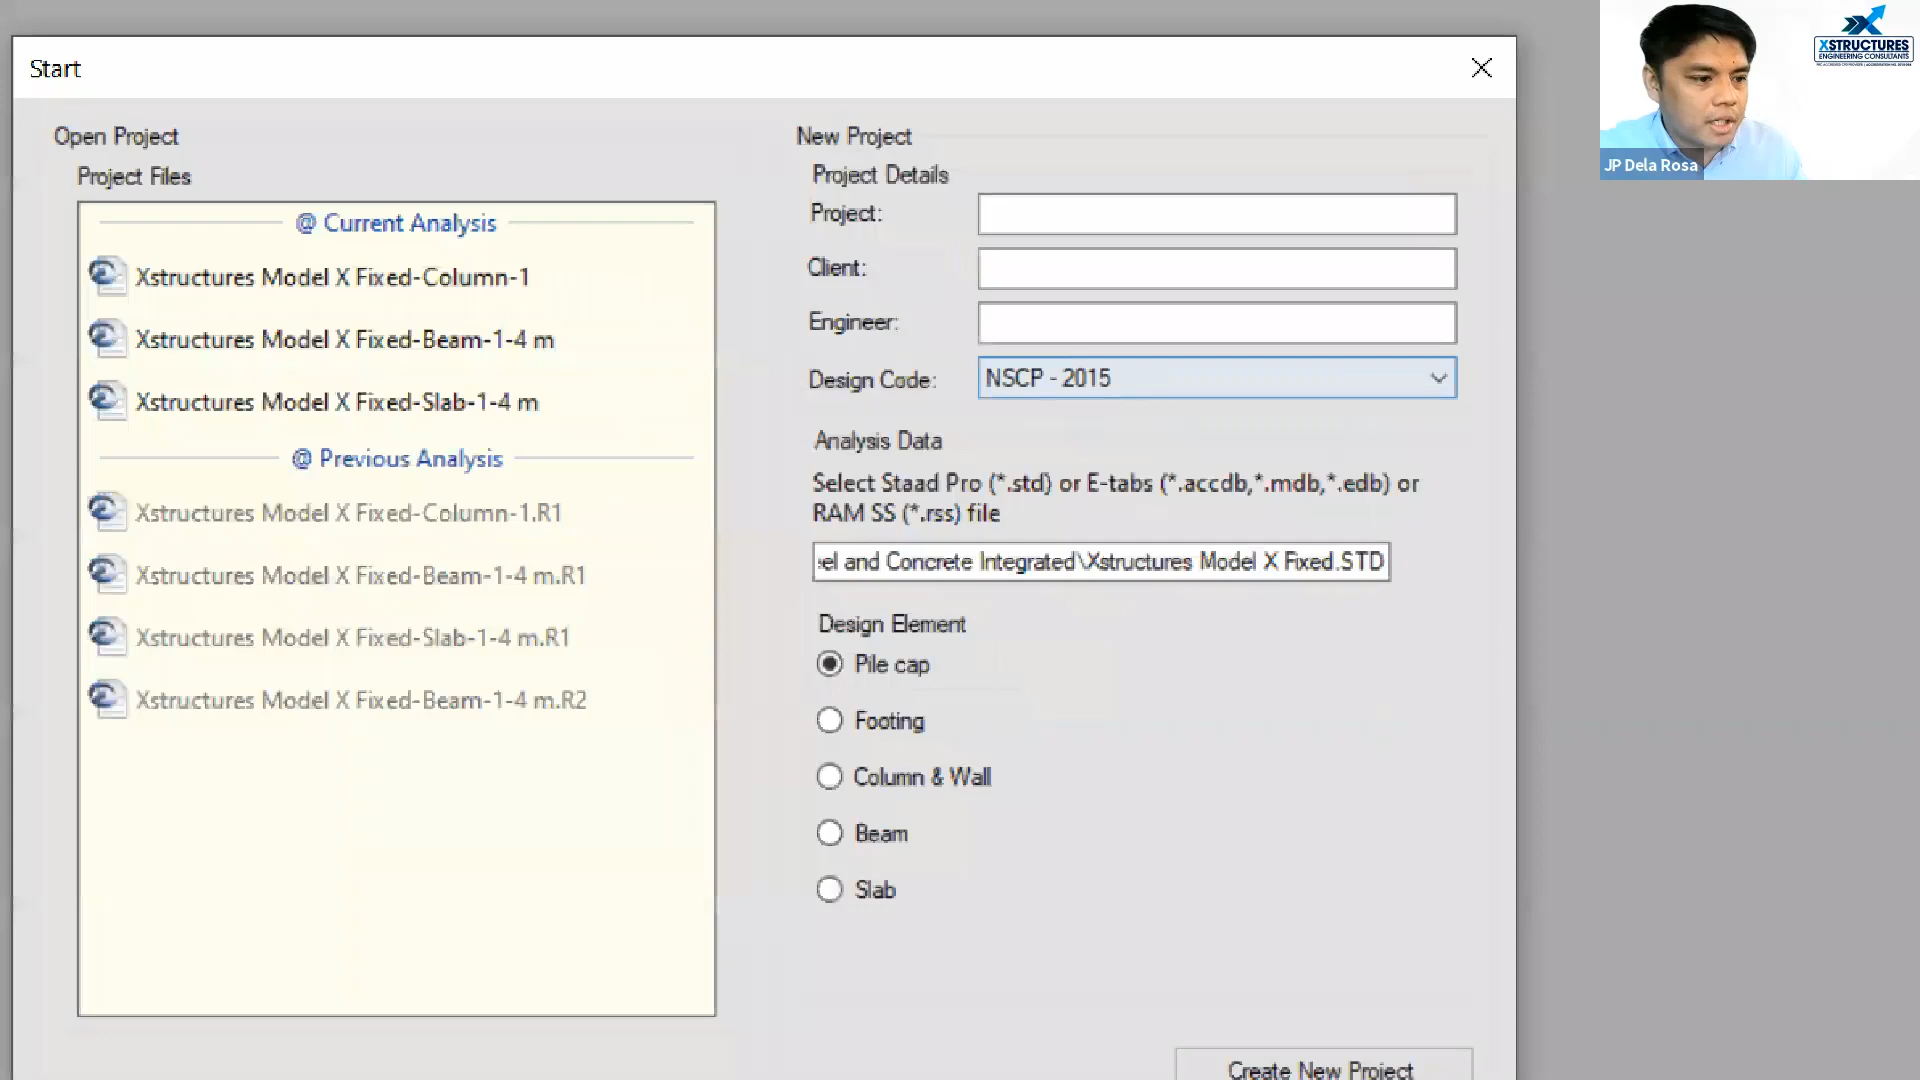 Start
Open Project
Project Files
@ Current Analysis
Xstructures Model X Fixed-Column-1
Xstructures Model X Fixed-Beam-1-4 m
Xstructures Model X Fixed-Slab-1-4 m
@ Previous Analysis
Xstructures Model X Fixed-Column-1.R1
Xstructures Model X Fixed-Beam-1-4 m.R1
Xstructures Model X Fixed-Slab-1-4 m.R1
Xstructures Model X Fixed-Beam-1-4 m.R2
New Project
Project Details
Project:
Client:
Engineer:
Design Code: NSCP - 2015
Analysis Data
Select Staad Pro (*.std) or E-tabs (*.accdb,*.mdb,*.edb) or
RAM SS (*.rss) file
el and Concrete Integrated\Xstructures Model X Fixed.STD
Design Element
Pile cap
Footing
Column & Wall
Beam
Slab
Create New Project
JP Dela Rosa
XSTRUCTURES
ENGINEERING CONSULTANTS